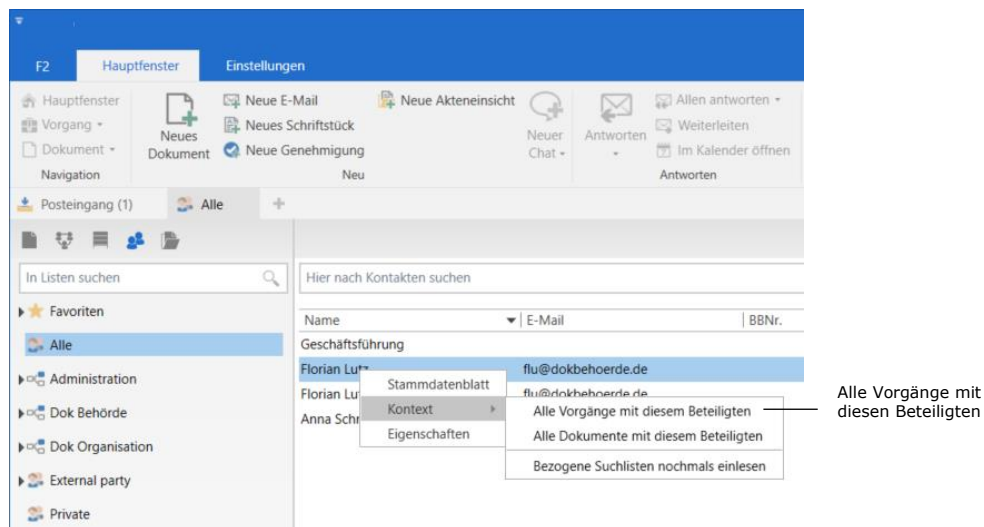 F2 Hauptfenster Einstellungen
Hauptfenster
Vorgang
Dokument
Navigation
Neues
Dokument
Neue E-Mail
Neues Schriftstück
Neue Genehmigung
Neue Akteneinsicht
Neu
Neuer
Chat
Antworten
Allen antworten
Weiterleiten
Im Kalender öffnen
Antworten
Posteingang (1) Alle +
In Listen suchen
Favoriten
Alle
Administration
Dok Behörde
Dok Organisation
External party
Private
Hier nach Kontakten suchen
Name E-Mail BBNr.
Geschäftsführung
Florian Lutz flu@dokbehoerde.de
Florian Lu flu@dokbehoerde.de
Anna Schr
Stammdatenblatt
Kontext
Eigenschaften
Alle Vorgänge mit diesem Beteiligten
Alle Dokumente mit diesem Beteiligten
Bezogene Suchlisten nochmals einlesen
Alle Vorgänge mit
diesen Beteiligten